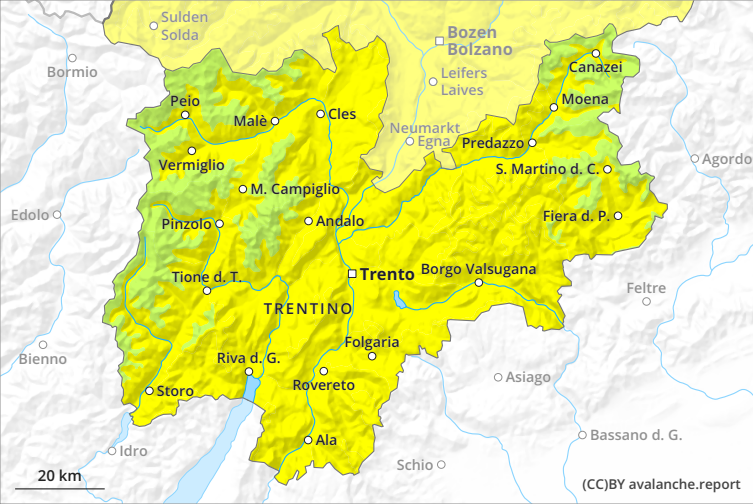 Sulden
Solda
Bozen
Bolzano
Bormio
Canazei
Leifers
Laives
Peio
Moena
Malè
Cles
Neumarkt
Egna
Predazzo
Vermiglio
Agordo
S. Martino d. C.
M. Campiglio
Edolo
Pinzolo
Andalo
Fiera d. P.
Trento
Borgo Valsugana
Tione d. T.
Feltre
TRENTINO
Folgaria
Bienno
Riva d. G.
Rovereto
Asiago
Storo
Ala
Bassano d. G.
Idro
Schio
20 km
(CC)BY avalanche.report